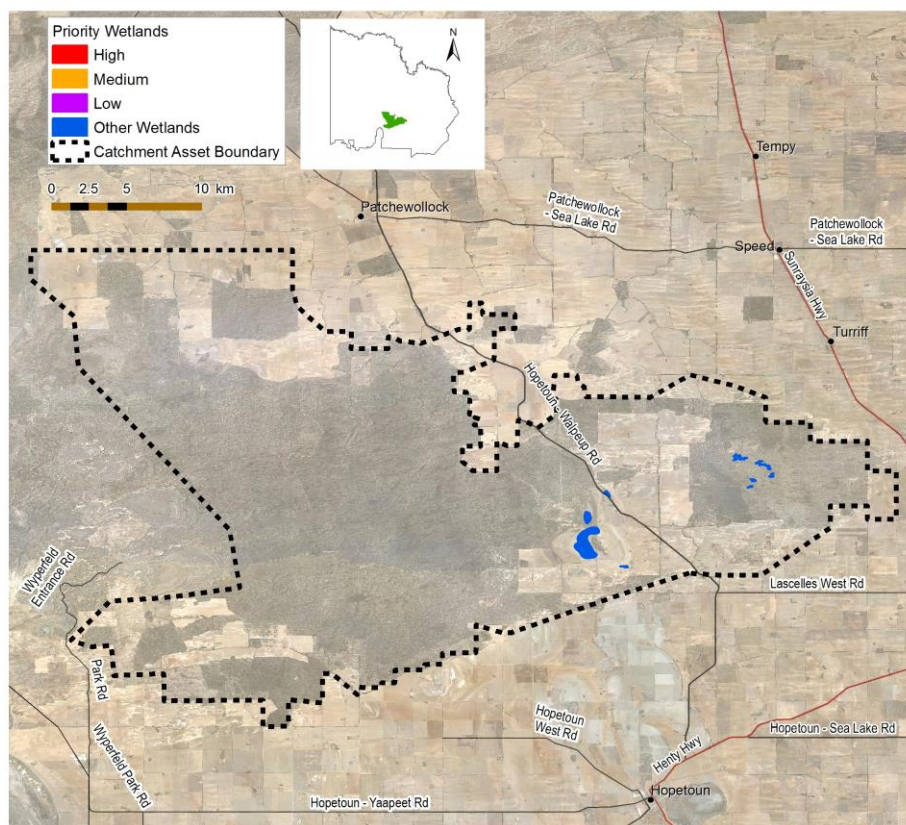 Priority Wetlands
High
Medium
Low
Other Wetlands
Catchment Asset Boundary
N
0 2.5 5 10 km
Tempy
Patchewollock
Patchewollock
- Sea Lake Rd
Patchewollock
- Sea Lake Rd
Speed
Sunraysia Hwy
Turriff
Hopetoun - Walpeup Rd
Wyperfeld
Entrance Rd
Lascelles West Rd
Park Rd
Wyperfeld Park Rd
Hopetoun
West Rd
Henty Hwy
Hopetoun - Sea Lake Rd
Hopetoun - Yaapeet Rd
Hopetoun